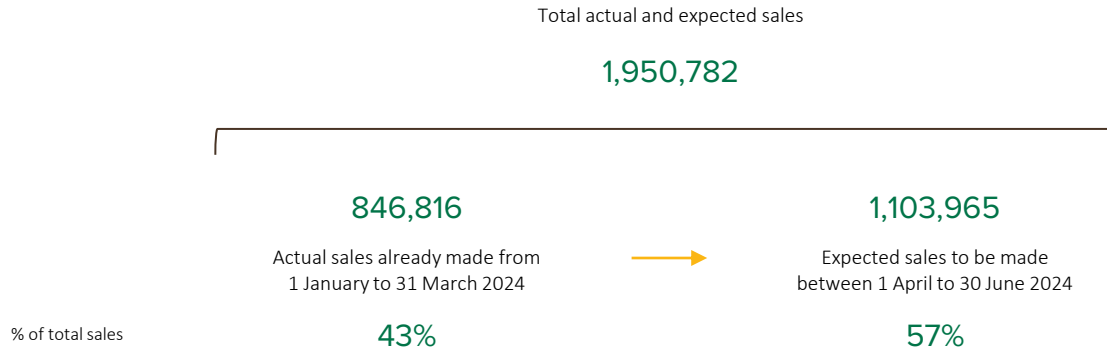 Total actual and expected sales
1,950,782
846,816
1,103,965
Actual sales already made from
1 January to 31 March 2024
Expected sales to be made
between 1 April to 30 June 2024
% of total sales
43%
57%